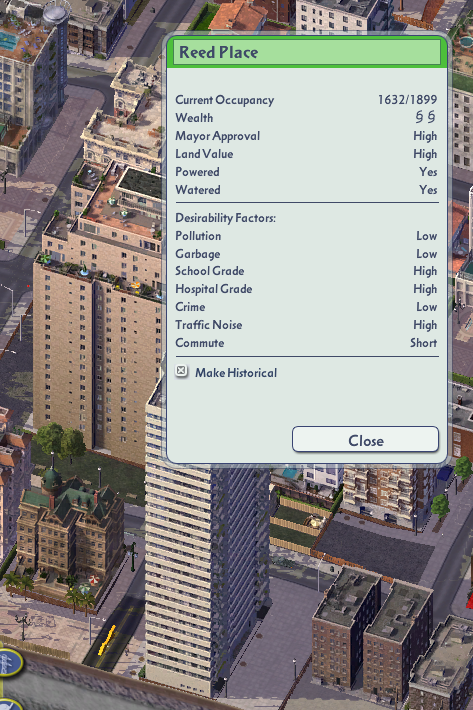 Reed Place
Current Occupancy 1632/1899
Wealth § §
Mayor Approval High
Land Value High
Powered Yes
Watered Yes
Desirability Factors:
Pollution Low
Garbage Low
School Grade High
Hospital Grade High
Crime Low
Traffic Noise High
Commute Short
Make Historical
Close